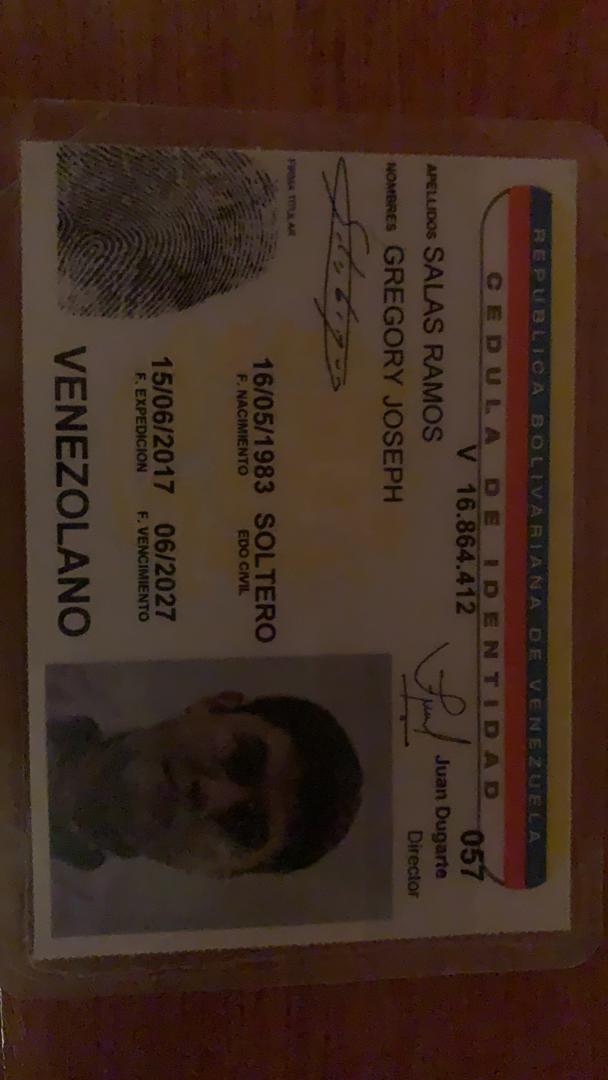 REPUBLICA BOLIVARIANA DE VENEZUELA
CEDULA DE IDENTIDAD
V 16.864.412
057
APELLIDOS SALAS RAMOS
Juan Dugarte
Director
NOMBRES GREGORY JOSEPH
FIRMA TITULAR
16/05/1983 SOLTERO
F. NACIMIENTO EDO CIVIL
15/06/2017 06/2027
F. EXPEDICION F. VENCIMIENTO
VENEZOLANO